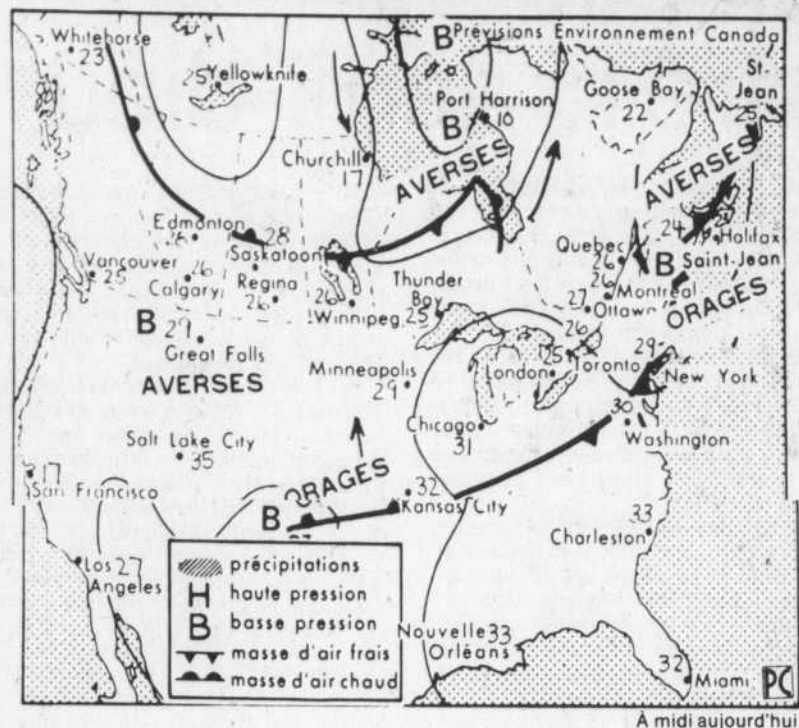 B Prévisions Environnement Canada
Whitehorse
23
25 Yellowknife
Port Harrison
10
B
Goose Bay
22
St-
Jean
25
Churchill
17
AVERSES
AVERSES
Edmonton
26
28
Saskatoon
Vancouver
25
26
Calgary
Regina
26
26
Winnipeg
Thunder
Bay
25
Quebec
26
24
Halifax
B Saint-Jean
26
Montréal
27
Ottawa
ORAGES
B
29
Great Falls
AVERSES
Minneapolis
29
26
25
Toronto
London
29
New York
Chicago
31
30
Washington
Salt Lake City
35
17
San Francisco
ORAGES
32
Kansas City
B
33
Charleston
Los 27
Angeles
Nouvelle 33
Orléans
32
Miami
précipitations
H haute pression
B basse pression
masse d'air frais
masse d'air chaud
PC
À midi aujourd'hui